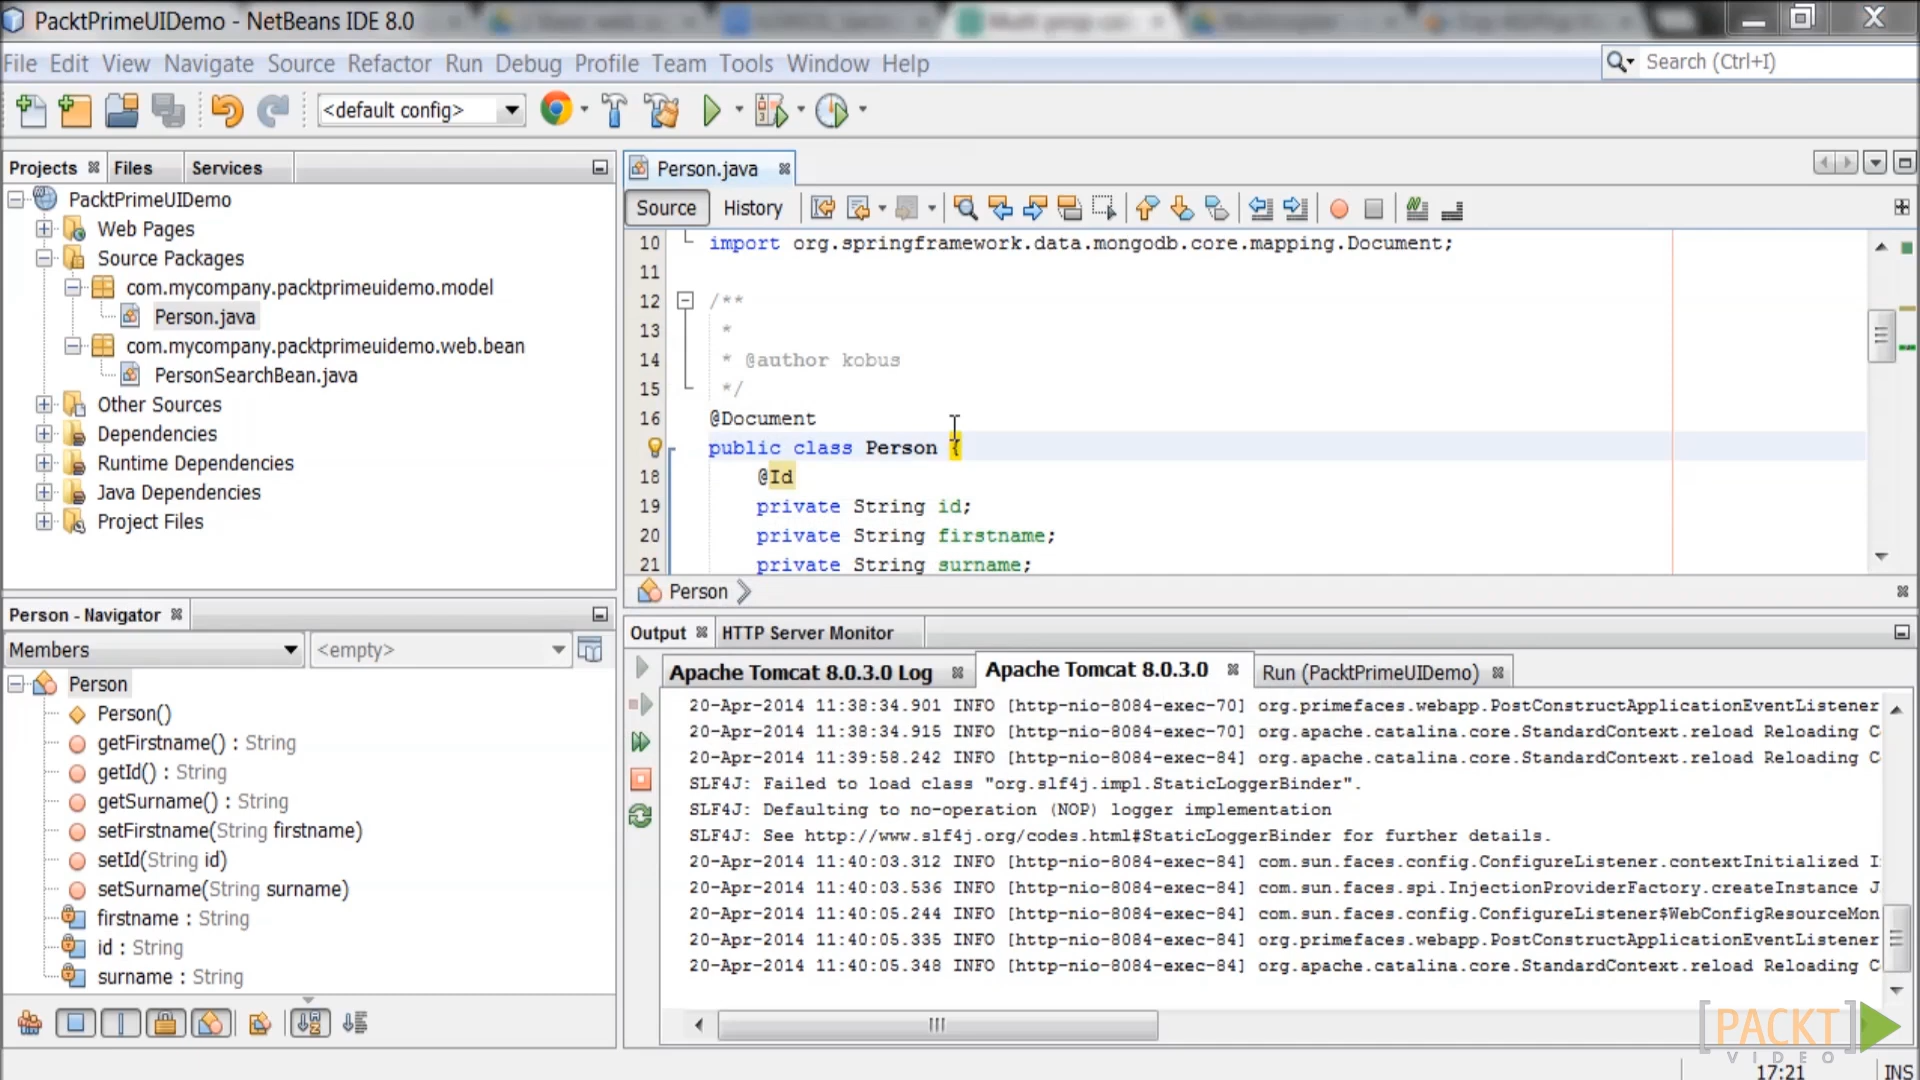 PacktPrimeUIDemo - NetBeans IDE 8.0
File Edit View Navigate Source Refactor Run Debug Profile Team Tools Window Help
Search (Ctrl+I)
<default config>
Projects Files Services
PacktPrimeUIDemo
Web Pages
Source Packages
com.mycompany.packtprimeuidemo.model
Person.java
com.mycompany.packtprimeuidemo.web.bean
PersonSearchBean.java
Other Sources
Dependencies
Runtime Dependencies
Java Dependencies
Project Files
Person.java
Source History
10 import org.springframework.data.mongodb.core.mapping.Document;
11
12 /**
13 *
14 * @author kobus
15 */
16 @Document
public class Person {
18 @Id
19 private String id;
20 private String firstname;
21 private String surname;
Person
Person - Navigator
Members <empty>
Person
Person()
getFirstname() : String
getId() : String
getSurname() : String
setFirstname(String firstname)
setId(String id)
setSurname(String surname)
firstname : String
id : String
surname : String
Output HTTP Server Monitor
Apache Tomcat 8.0.3.0 Log Apache Tomcat 8.0.3.0 Run (PacktPrimeUIDemo)
20-Apr-2014 11:38:34.901 INFO [http-nio-8084-exec-70] org.primefaces.webapp.PostConstructApplicationEventListener
20-Apr-2014 11:38:34.915 INFO [http-nio-8084-exec-70] org.apache.catalina.core.StandardContext.reload Reloading C
20-Apr-2014 11:39:58.242 INFO [http-nio-8084-exec-84] org.apache.catalina.core.StandardContext.reload Reloading C
SLF4J: Failed to load class "org.slf4j.impl.StaticLoggerBinder".
SLF4J: Defaulting to no-operation (NOP) logger implementation
SLF4J: See http://www.slf4j.org/codes.html#StaticLoggerBinder for further details.
20-Apr-2014 11:40:03.312 INFO [http-nio-8084-exec-84] com.sun.faces.config.ConfigureListener.contextInitialized I
20-Apr-2014 11:40:03.536 INFO [http-nio-8084-exec-84] com.sun.faces.spi.InjectionProviderFactory.createInstance J
20-Apr-2014 11:40:05.244 INFO [http-nio-8084-exec-84] com.sun.faces.config.ConfigureListener$WebConfigResourceMon
20-Apr-2014 11:40:05.335 INFO [http-nio-8084-exec-84] org.primefaces.webapp.PostConstructApplicationEventListener
20-Apr-2014 11:40:05.348 INFO [http-nio-8084-exec-84] org.apache.catalina.core.StandardContext.reload Reloading C
[PACKT]
VIDEO
17:21 INS